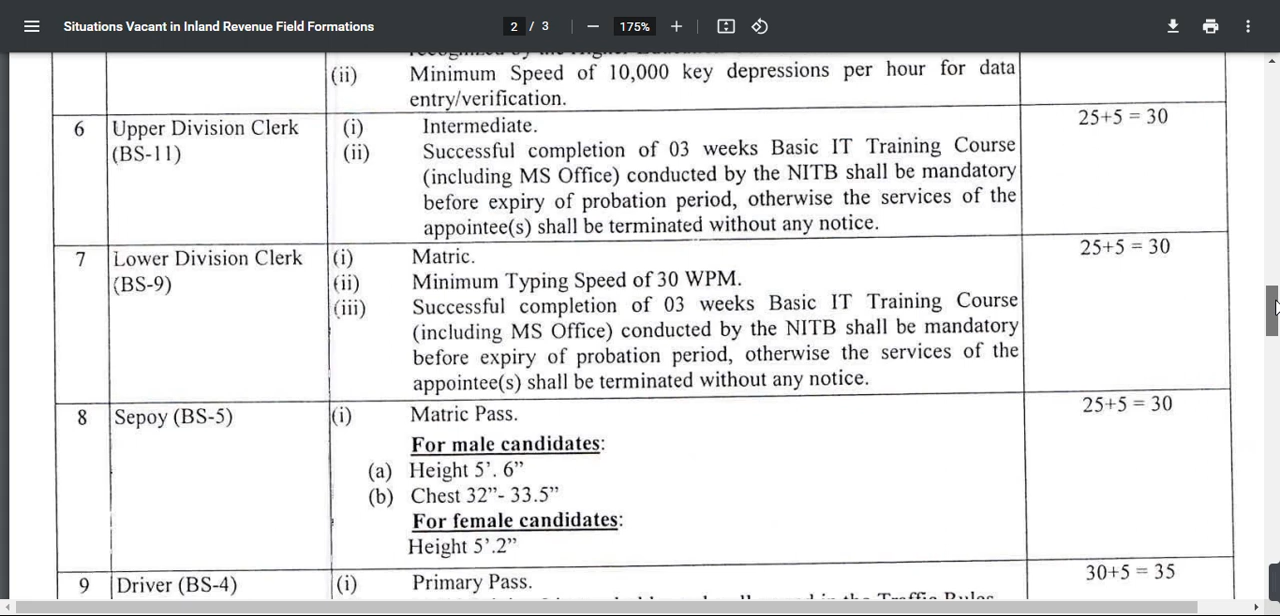 Situations Vacant in Inland Revenue Field Formations
2 / 3
175%
(ii) Minimum Speed of 10,000 key depressions per hour for data
entry/verification.
6 Upper Division Clerk (i) Intermediate. 25+5 = 30
(BS-11) (ii) Successful completion of 03 weeks Basic IT Training Course
(including MS Office) conducted by the NITB shall be mandatory
before expiry of probation period, otherwise the services of the
appointee(s) shall be terminated without any notice.
7 Lower Division Clerk (i) Matric. 25+5 = 30
(BS-9) (ii) Minimum Typing Speed of 30 WPM.
(iii) Successful completion of 03 weeks Basic IT Training Course
(including MS Office) conducted by the NITB shall be mandatory
before expiry of probation period, otherwise the services of the
appointee(s) shall be terminated without any notice.
8 Sepoy (BS-5) (i) Matric Pass. 25+5 = 30
For male candidates:
(a) Height 5'. 6”
(b) Chest 32”- 33.5”
For female candidates:
Height 5'.2”
9 Driver (BS-4) (i) Primary Pass. 30+5 = 35